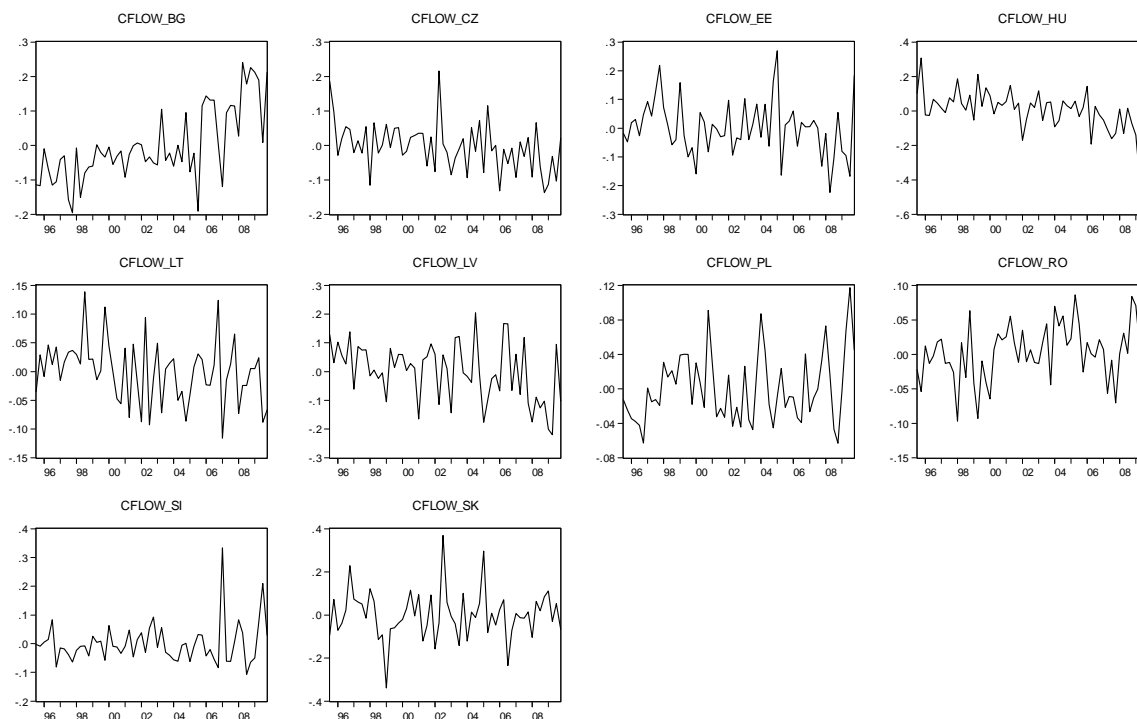 CFLOW_BG CFLOW_CZ CFLOW_EE CFLOW_HU
.3 .3 .3 .4
.2 .2 .2 .2
.1 .1 .1 .0
.0 .0 .0 -.2
-.1 -.1 -.1 -.4
-.2 -.2 -.2 -.6
-.3
96 98 00 02 04 06 08 96 98 00 02 04 06 08 96 98 00 02 04 06 08 96 98 00 02 04 06 08
CFLOW_LT CFLOW_LV CFLOW_PL CFLOW_RO
.15 .3 .12 .10
.10 .2 .08 .05
.05 .1 .04 .00
.00 .0 .00 -.05
-.05 -.1 -.04 -.10
-.10 -.2 -.08 -.15
-.15 -.3
96 98 00 02 04 06 08 96 98 00 02 04 06 08 96 98 00 02 04 06 08 96 98 00 02 04 06 08
CFLOW_SI CFLOW_SK
.4 .4
.3 .2
.2 .0
.1 -.2
.0 -.4
-.1
-.2
96 98 00 02 04 06 08 96 98 00 02 04 06 08